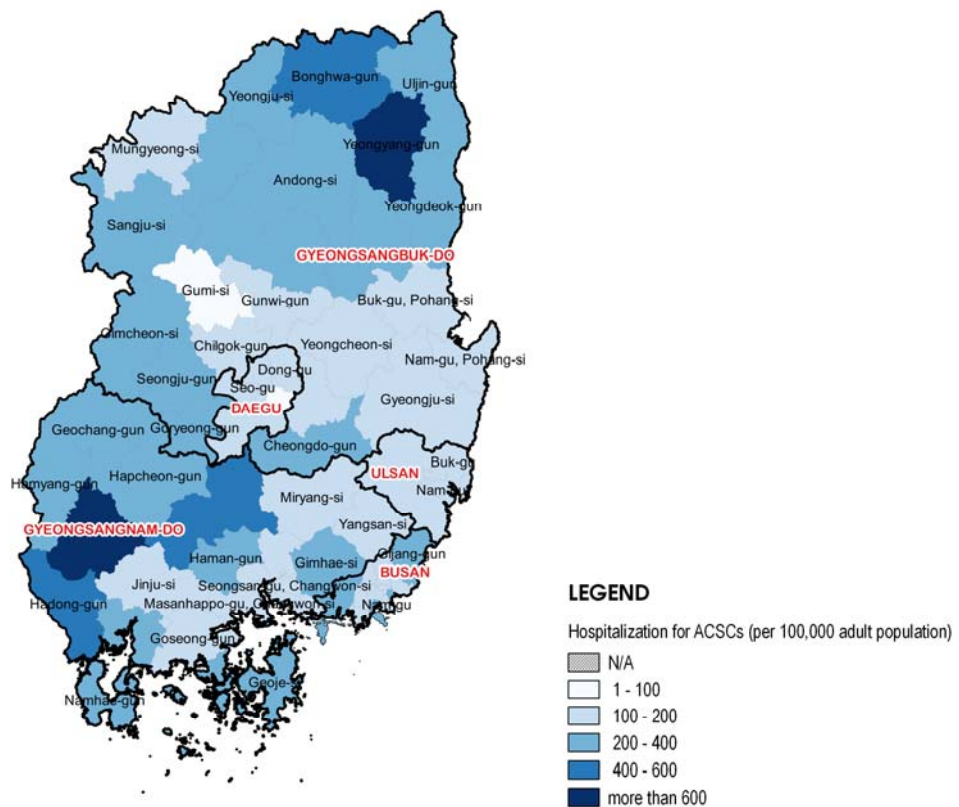 Bonghwa-gun
Uljin-gun
Yeongju-si
Mungyeong-si
Yeongyang-gun
Andong-si
Yeongdeok-gun
Sangju-si
GYEONGSANGBUK-DO
Gumi-si
Gunwi-gun
Buk-gu, Pohang-si
Gimcheon-si
Chilgok-gun
Yeongcheon-si
Nam-gu, Pohang-si
Dong-gu
Seongju-gun
Seo-gu
Gyeongju-si
DAEGU
Geochang-gun
Goryeong-gun
Cheongdo-gun
Buk-gu
ULSAN
Hapcheon-gun
Hamyang-gun
Miryang-si
Nam-gu
GYEONGSANGNAM-DO
Yangsan-si
Haman-gun
Gimhae-si
Gijang-gun
BUSAN
Jinju-si
Seongsan-gu, Changwon-si
Hadong-gun
Masanhappo-gu, Changwon-si
Nam-gu
Goseong-gun
Geoje-si
Namhae-gun
LEGEND
Hospitalization for ACSCs (per 100,000 adult population)
N/A
1 - 100
100 - 200
200 - 400
400 - 600
more than 600